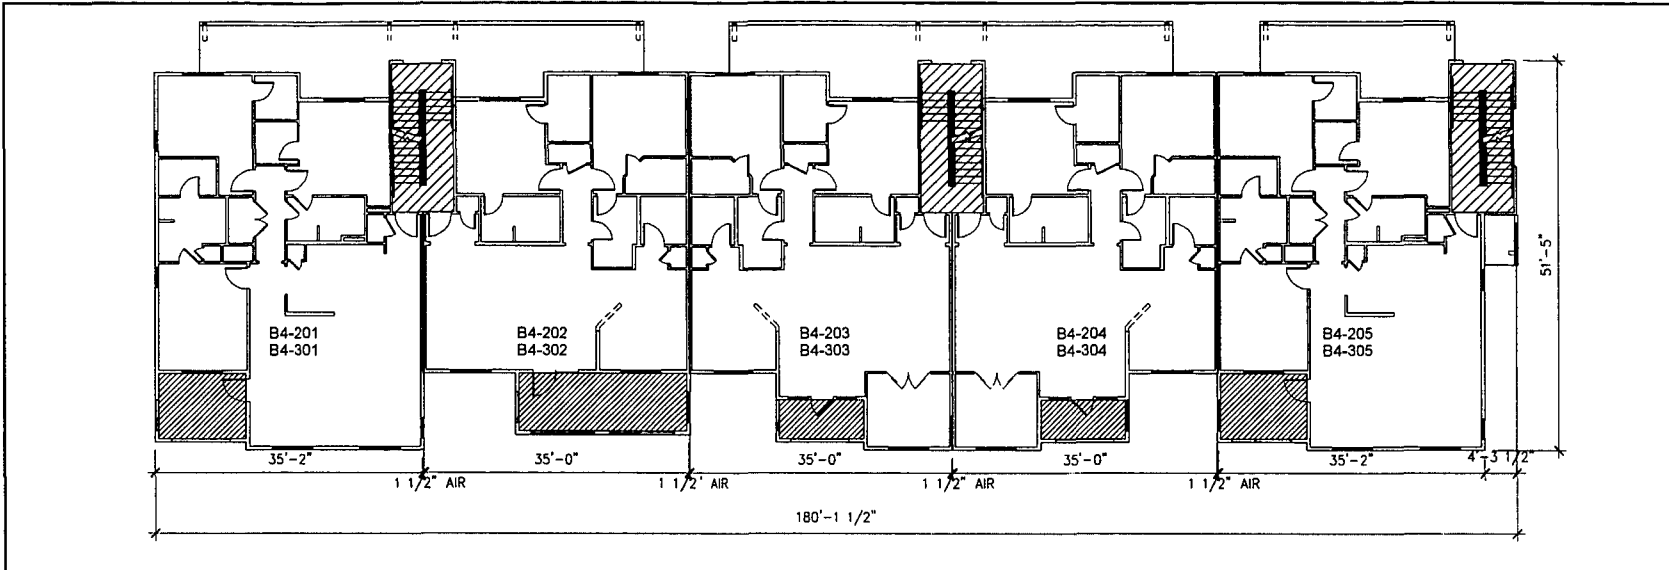 51'-5"
B4-201
B4-301
B4-202
B4-302
B4-203
B4-303
B4-204
B4-304
B4-205
B4-305
35'-2"
35'-0"
35'-0"
35'-0"
35'-2"
4'-3 1/2"
1 1/2" AIR
1 1/2' AIR
1 1/2" AIR
1 1/2" AIR
180'-1 1/2"